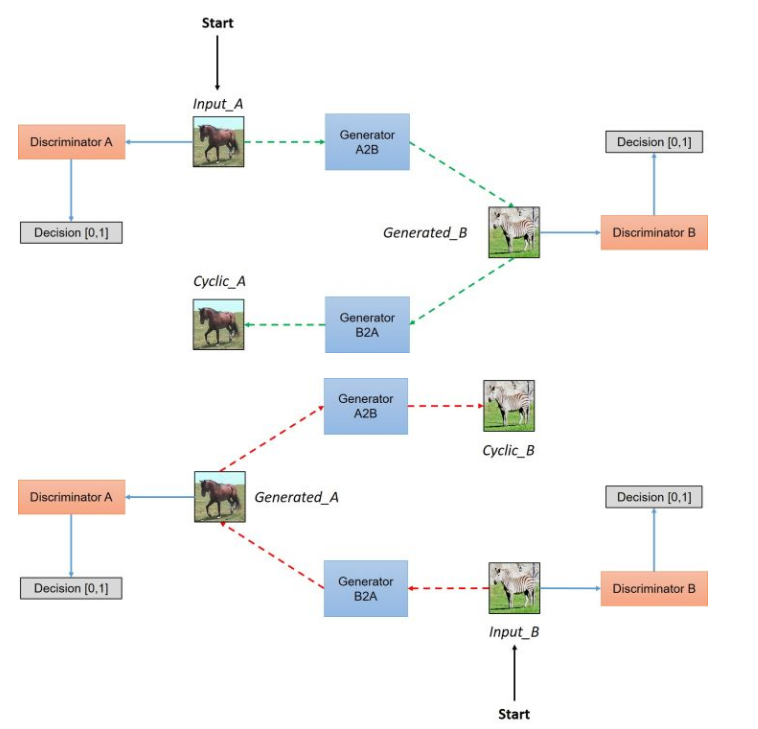 Start
Input_A
Discriminator A
Generator
A2B
Decision [0,1]
Decision [0,1]
Generated_B
Discriminator B
Cyclic_A
Generator
B2A
Generator
A2B
Cyclic_B
Discriminator A
Generated_A
Decision [0,1]
Decision [0,1]
Generator
B2A
Discriminator B
Input_B
Start